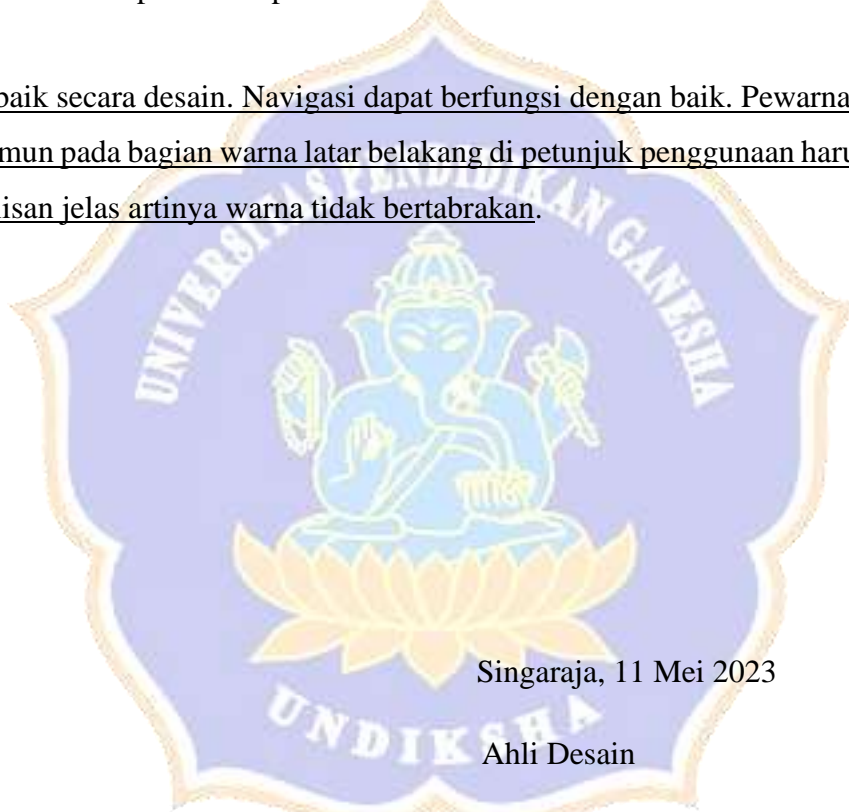 baik secara desain. Navigasi dapat berfungsi dengan baik. Pewarna
mun pada bagian warna latar belakang di petunjuk penggunaan haru
lisan jelas artinya warna tidak bertabrakan.
UNIVERSITAS PENDIDIKAN GANESHA
UNDIKSHA
Singaraja, 11 Mei 2023
Ahli Desain